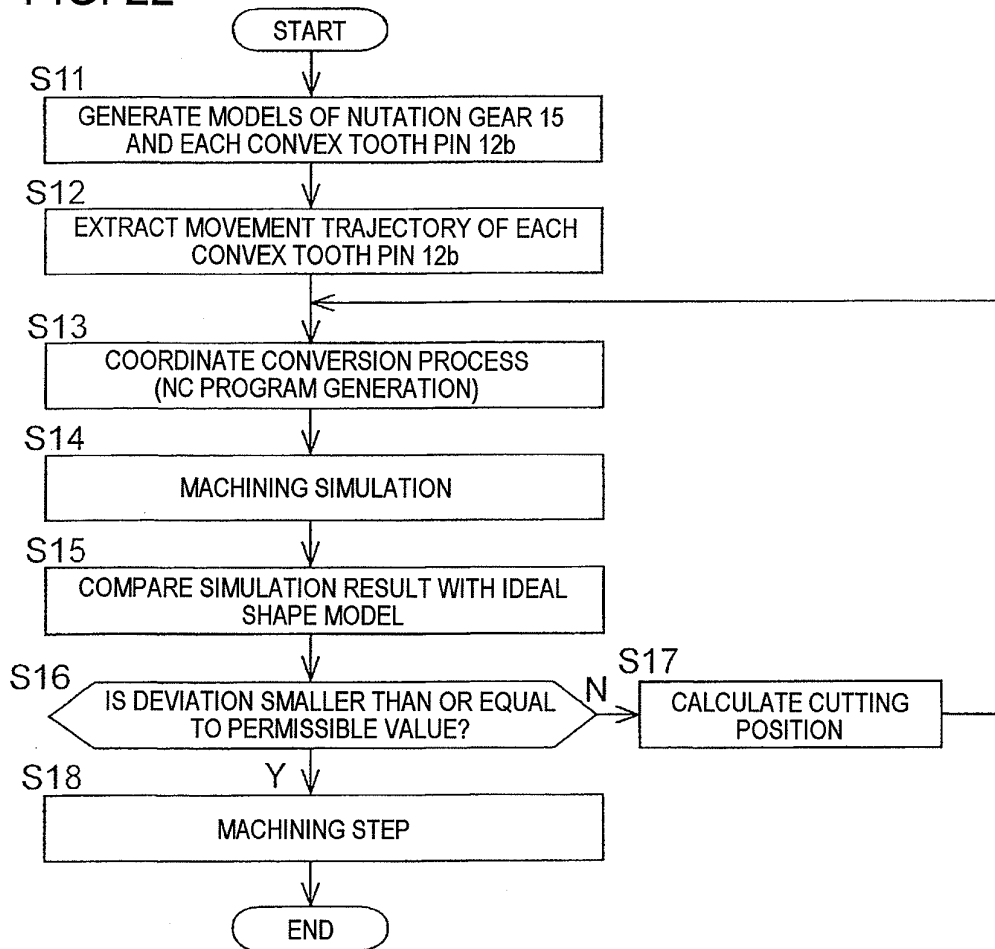 START
S11
GENERATE MODELS OF NUTATION GEAR 15
AND EACH CONVEX TOOTH PIN 12b
S12
EXTRACT MOVEMENT TRAJECTORY OF EACH
CONVEX TOOTH PIN 12b
S13
COORDINATE CONVERSION PROCESS
(NC PROGRAM GENERATION)
S14
MACHINING SIMULATION
S15
COMPARE SIMULATION RESULT WITH IDEAL
SHAPE MODEL
S16
IS DEVIATION SMALLER THAN OR EQUAL
TO PERMISSIBLE VALUE?
N
S17
CALCULATE CUTTING
POSITION
Y
S18
MACHINING STEP
END